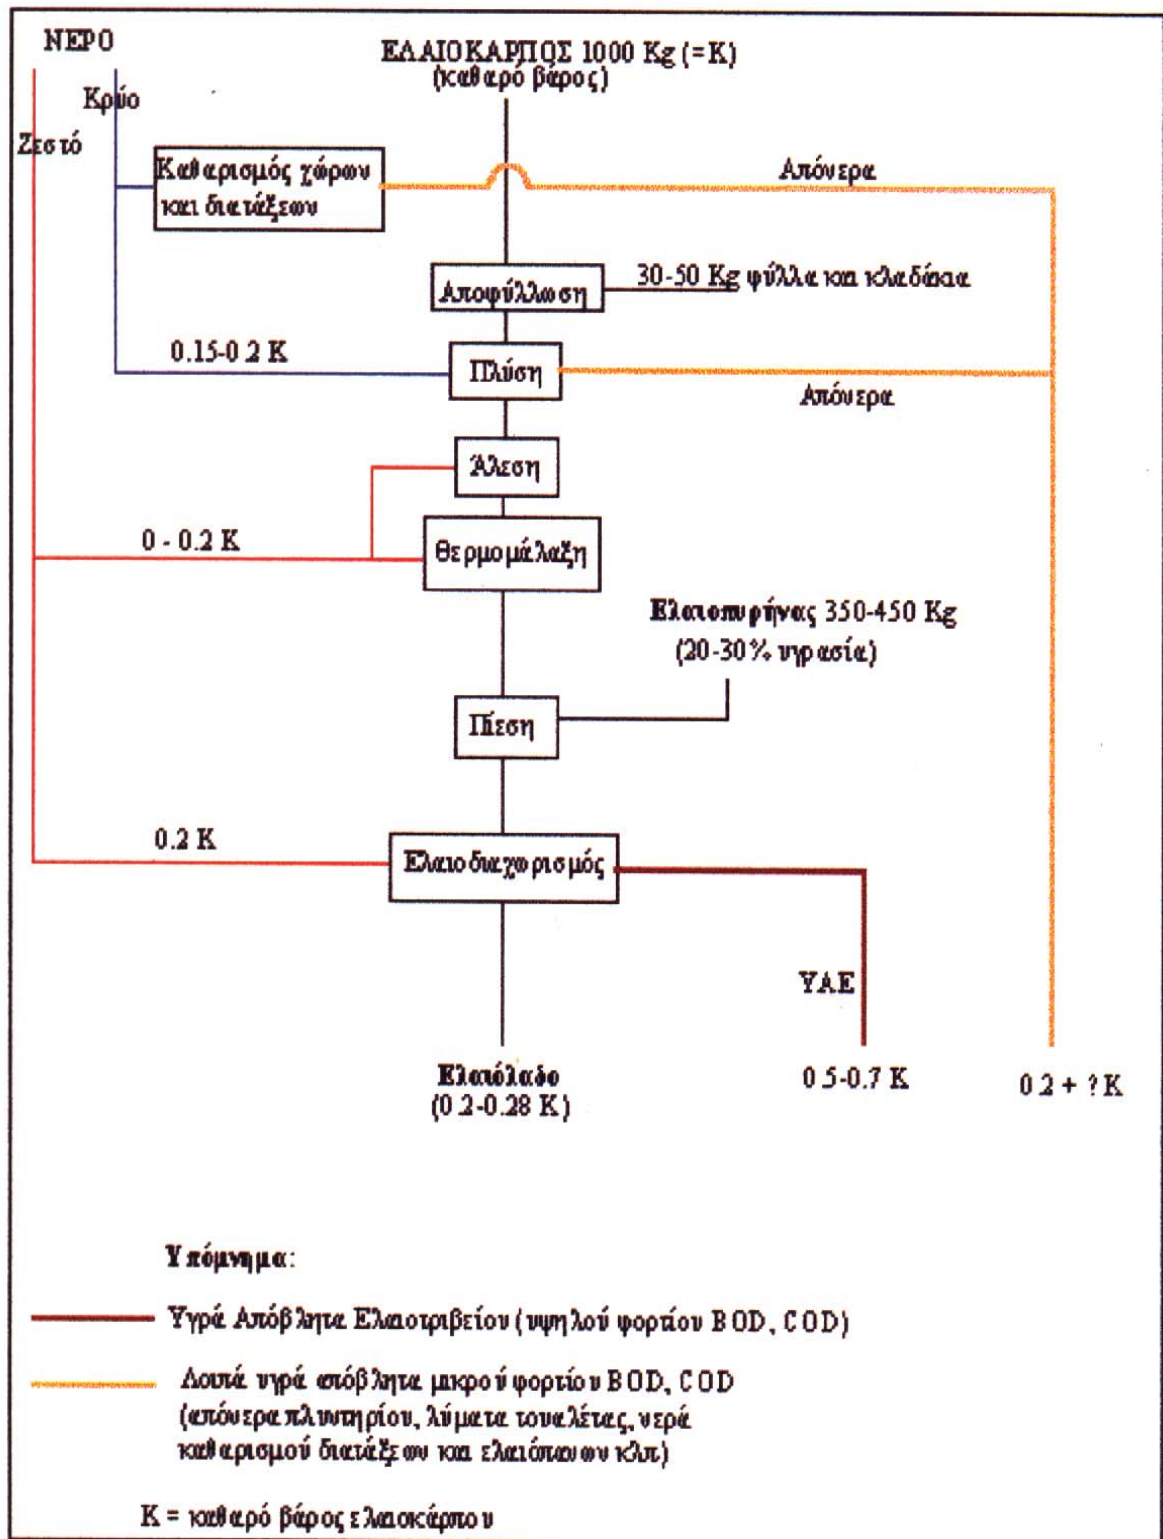 ΝΕΡΟ
ΕΛΑΙΟΚΑΡΠΟΣ 1000 Kg (=K)
(καθαρό βάρος)
Κρύο
Ζεστό
Καθαρισμός χώρων
και διατάξεων
Απόνερα
Αποφύλλωση
30-50 Kg φύλλα και κλαδάκια
0.15-0.2 K
Πλύση
Απόνερα
Άλεση
0 - 0.2 K
Θερμομάλαξη
Ελαιοπυρήνας 350-450 Kg
(20-30% υγρασία)
Πίεση
0.2 K
Ελαιοδιαχωρισμός
ΥΑΕ
Ελαιόλαδο
(0.2-0.28 K)
0.5-0.7 K
0.2 + ? K
Υπόμνημα:
Υγρά Απόβλητα Ελαιοτριβείου (υψηλού φορτίου BOD, COD)
Λοιπά υγρά απόβλητα μικρού φορτίου BOD, COD
(απόνερα πλυντηρίου, λύματα τουαλέτας, νερά
καθαρισμού διατάξεων και ελαιόπανων κλπ)
K = καθαρό βάρος ελαιοκάρπου